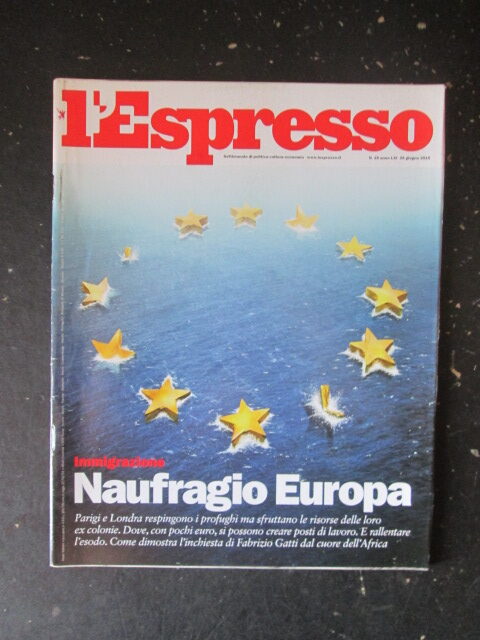 l'Espresso
Settimanale di politica cultura economia www.lespresso.it
Immigrazione
Naufragio Europa
Parigi e Londra respingono i profughi ma sfruttano le risorse delle loro
ex colonie. Dove, con pochi euro, si possono creare posti di lavoro. E rallentare
l'esodo. Come dimostra l'inchiesta di Fabrizio Gatti dal cuore dell'Africa